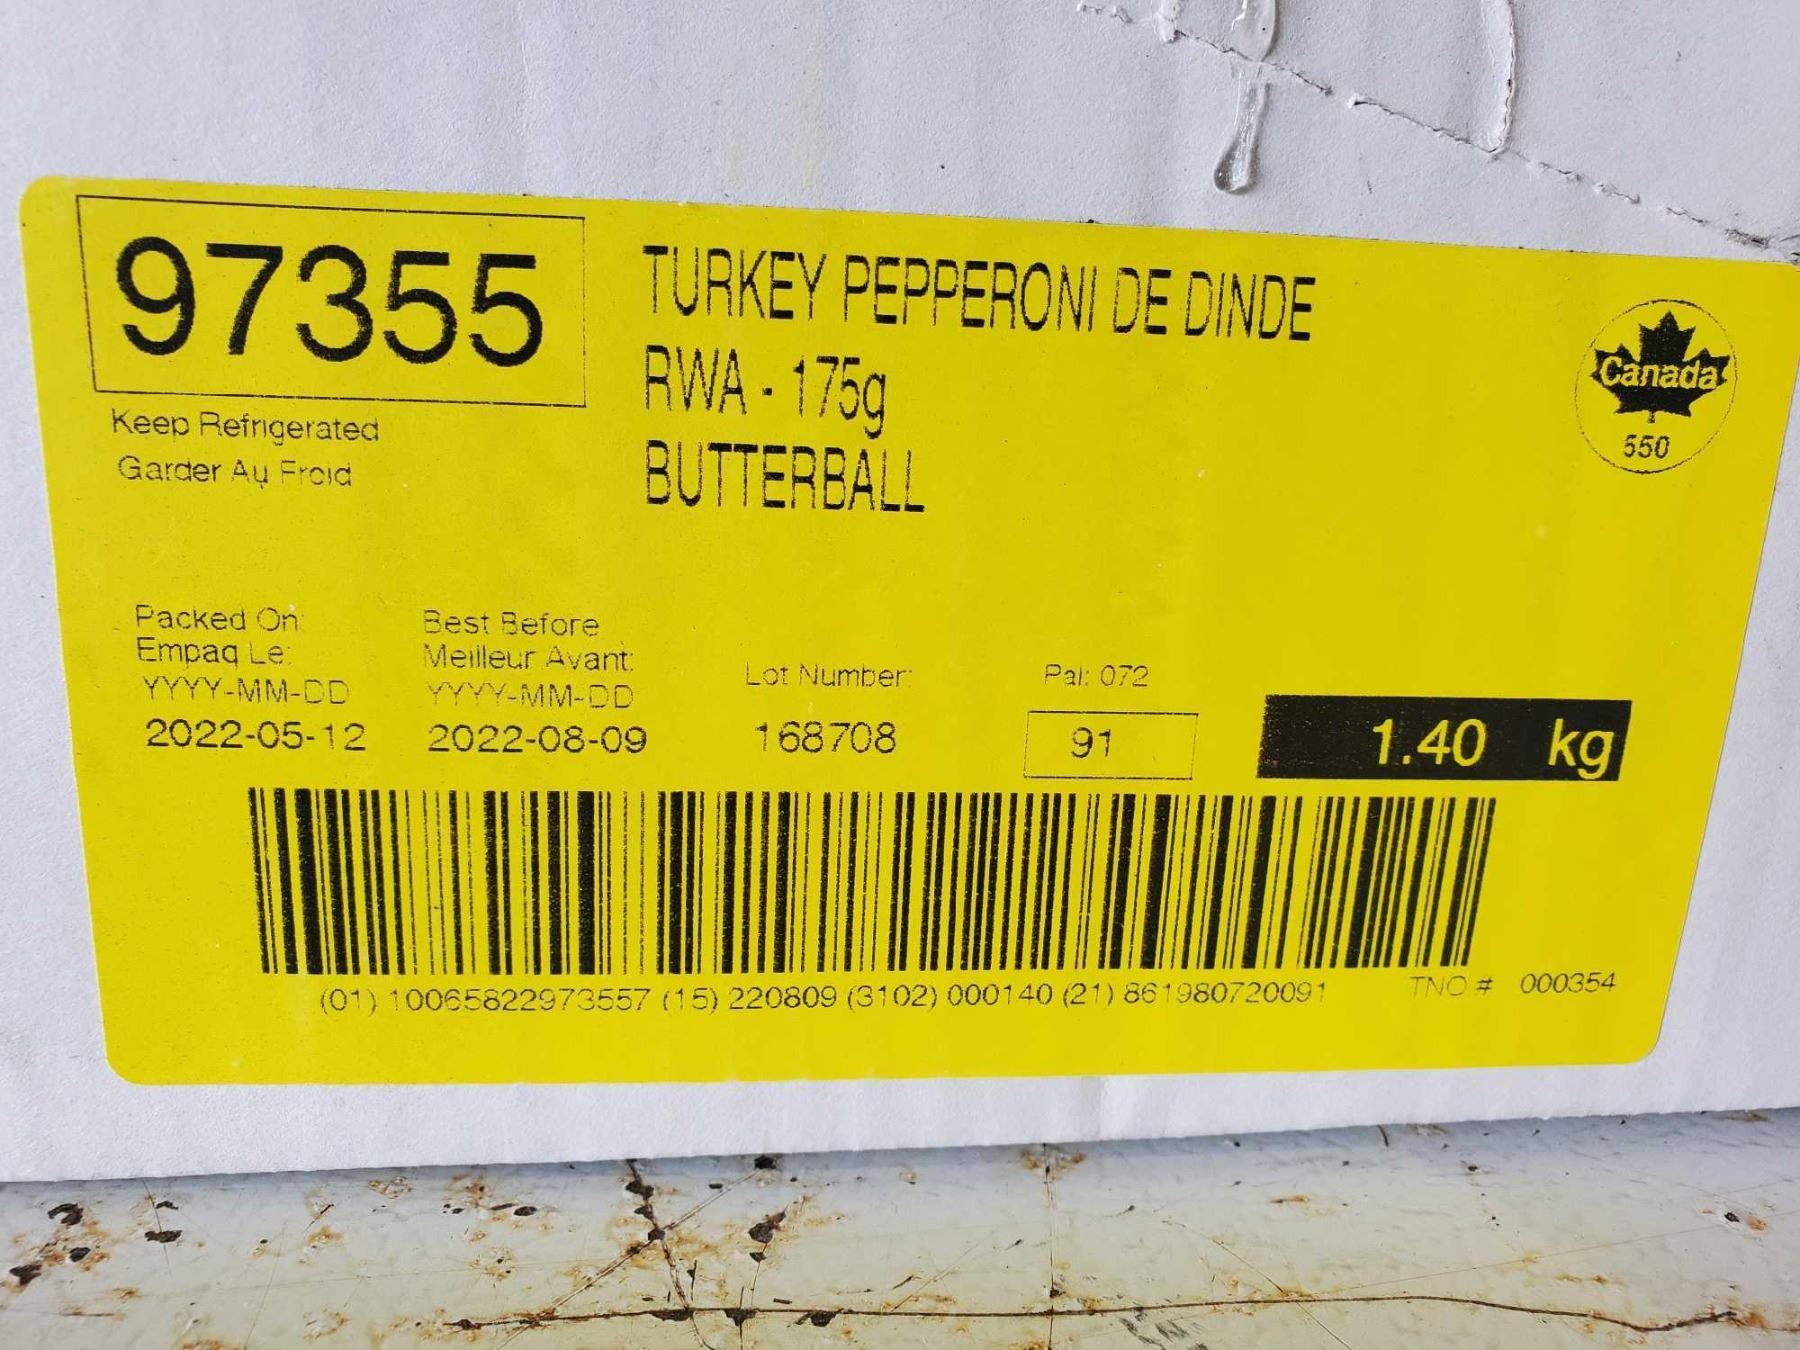 97355
TURKEY PEPPERONI DE DINDE
RWA - 175g
BUTTERBALL
Canada
550
Keep Refrigerated
Garder Au Froid
Packed On:
Empaq Le:
YYYY-MM-DD
2022-05-12
Best Before
Meilleur Avant:
YYYY-MM-DD
2022-08-09
Lot Number:
168708
Pal: 072
91
1.40 kg
(01) 10065822973557 (15) 220809 (3102) 000140 (21) 861980720091
TNO # 000354